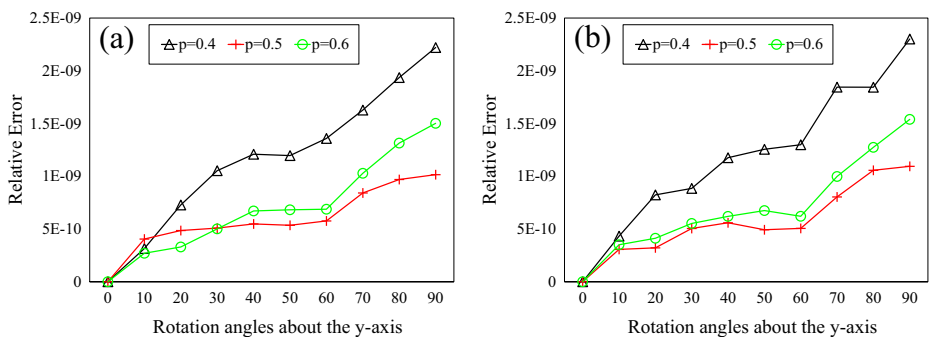 (a)
p=0.4 p=0.5 p=0.6
2.5E-09
2E-09
1.5E-09
1E-09
5E-10
0
Relative Error
0 10 20 30 40 50 60 70 80 90
Rotation angles about the y-axis
(b)
p=0.4 p=0.5 p=0.6
2.5E-09
2E-09
1.5E-09
1E-09
5E-10
0
Relative Error
0 10 20 30 40 50 60 70 80 90
Rotation angles about the y-axis